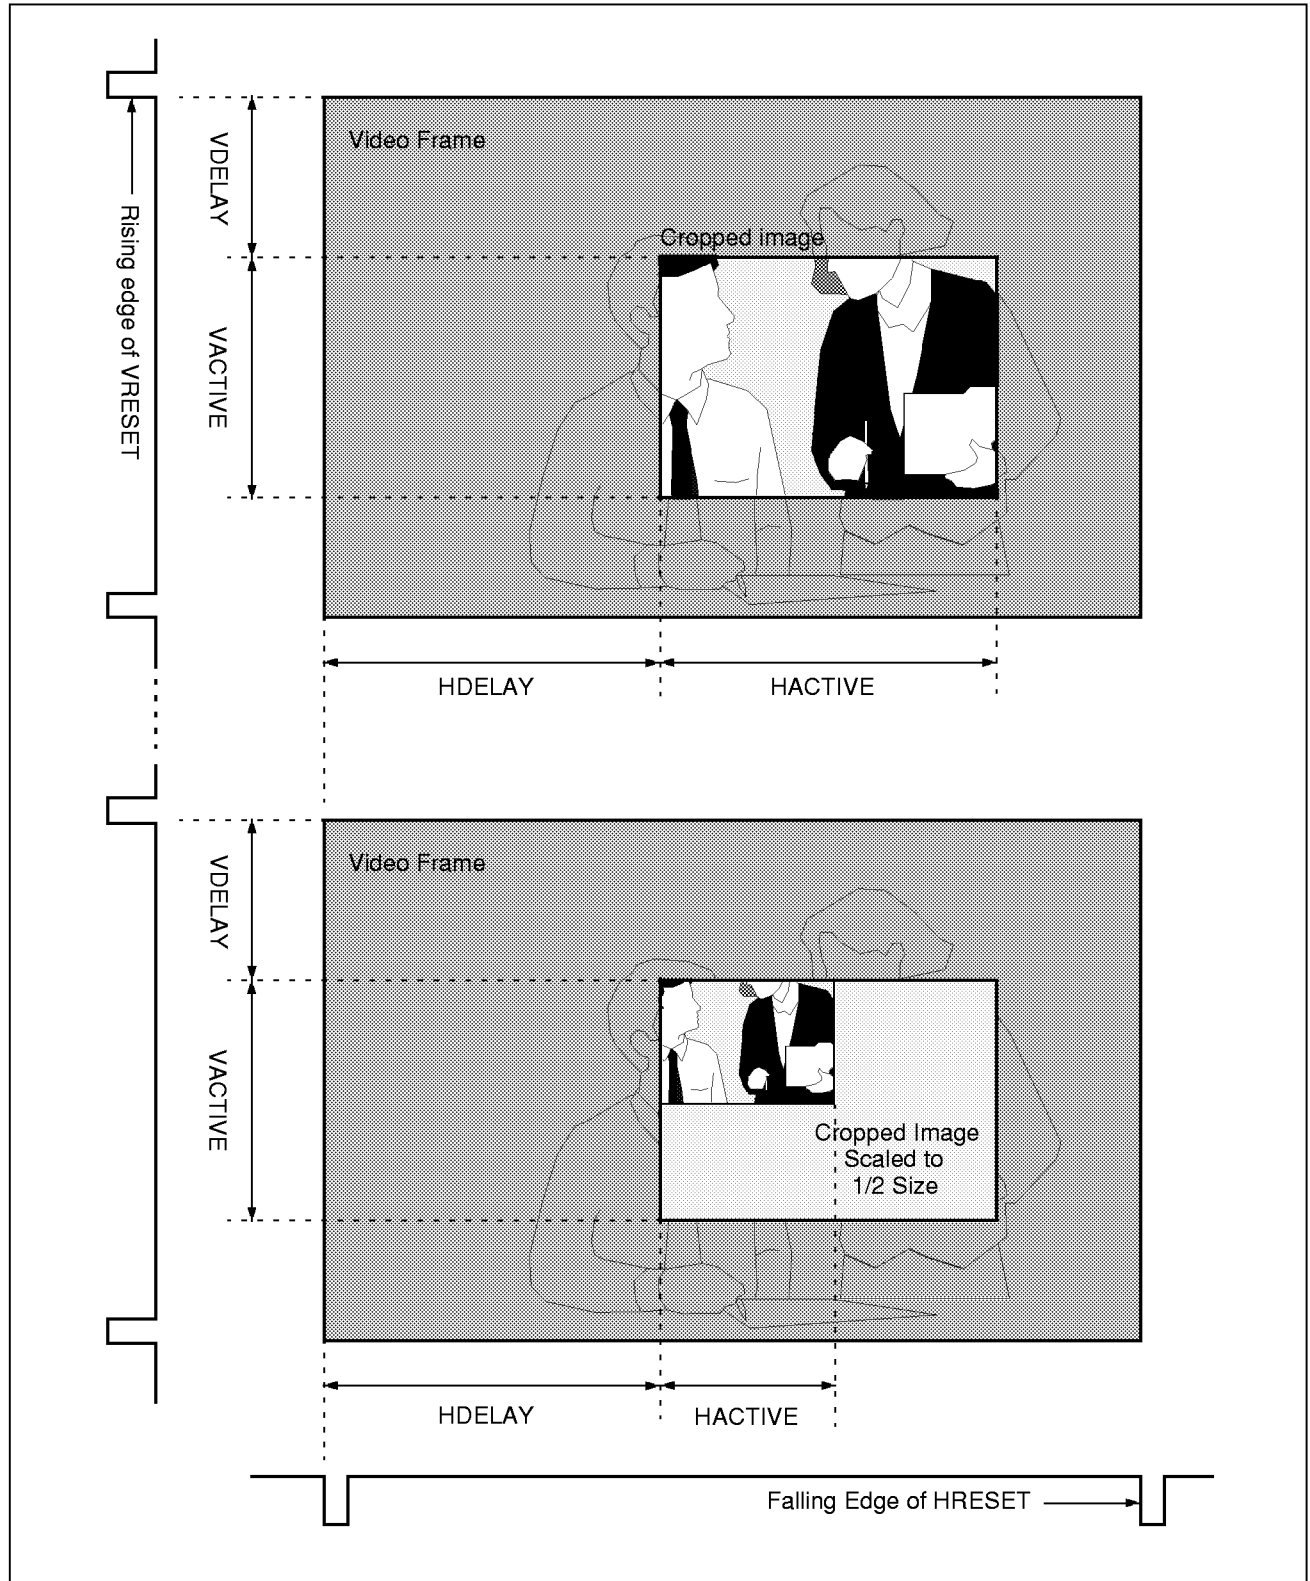 Video Frame
VDELAY
Rising edge of VRESET
Cropped image
VACTIVE
HDELAY
HACTIVE
Video Frame
VDELAY
VACTIVE
Cropped Image
Scaled to
1/2 Size
HDELAY
HACTIVE
Falling Edge of HRESET